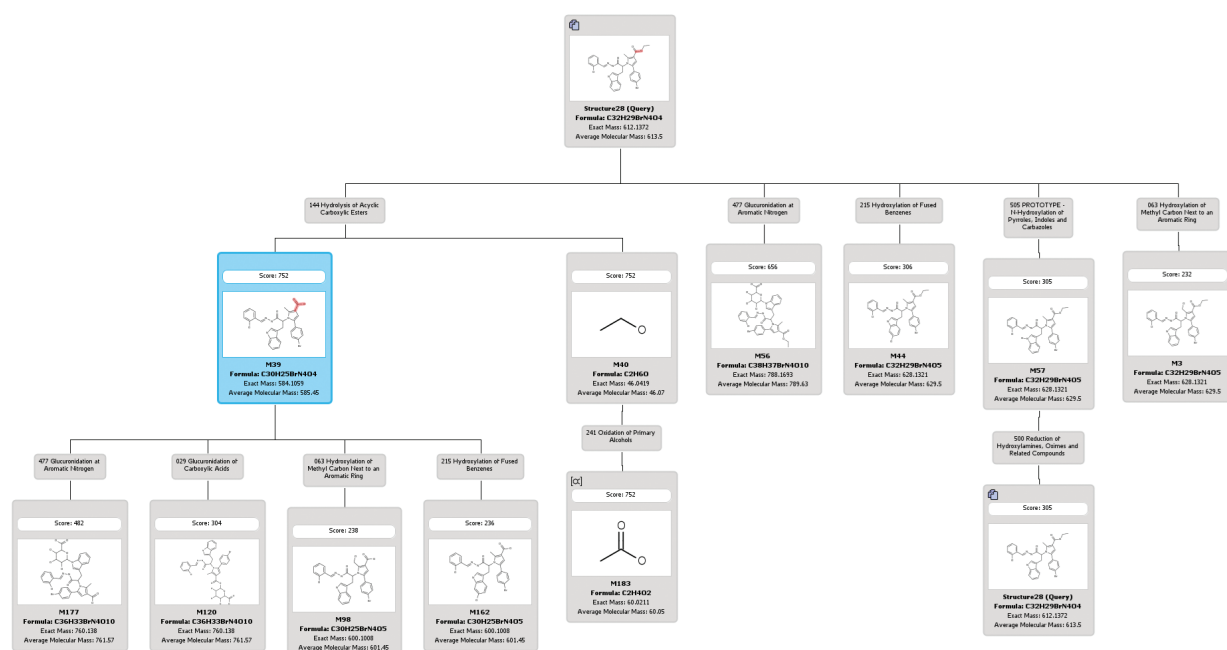 Structure28 (Query)
Formula: C32H29BrN4O4
Exact Mass: 612.1372
Average Molecular Mass: 613.5
144 Hydrolysis of Acyclic
Carboxylic Esters
477 Glucuronidation at
Aromatic Nitrogen
215 Hydroxylation of Fused
Benzenes
505 PROTOTYPE -
N-Hydroxylation of
Pyrroles, Indoles and
Carbazoles
063 Hydroxylation of
Methyl Carbon Next to an
Aromatic Ring
Score: 752
M39
Formula: C30H25BrN4O4
Exact Mass: 584.1059
Average Molecular Mass: 585.45
Score: 752
O
M40
Formula: C2H6O
Exact Mass: 46.0419
Average Molecular Mass: 46.07
Score: 656
M56
Formula: C38H37BrN4O10
Exact Mass: 788.1693
Average Molecular Mass: 789.63
Score: 306
M44
Formula: C32H29BrN4O5
Exact Mass: 628.1321
Average Molecular Mass: 629.5
Score: 305
M57
Formula: C32H29BrN4O5
Exact Mass: 628.1321
Average Molecular Mass: 629.5
Score: 232
M3
Formula: C32H29BrN4O5
Exact Mass: 628.1321
Average Molecular Mass: 629.5
477 Glucuronidation at
Aromatic Nitrogen
029 Glucuronidation of
Carboxylic Acids
063 Hydroxylation of
Methyl Carbon Next to an
Aromatic Ring
215 Hydroxylation of Fused
Benzenes
241 Oxidation of Primary
Alcohols
500 Reduction of
Hydroxylamines, Oximes and
Related Compounds
Score: 482
M177
Formula: C36H33BrN4O10
Exact Mass: 760.138
Average Molecular Mass: 761.57
Score: 304
M120
Formula: C36H33BrN4O10
Exact Mass: 760.138
Average Molecular Mass: 761.57
Score: 238
M98
Formula: C30H25BrN4O5
Exact Mass: 600.1008
Average Molecular Mass: 601.45
Score: 236
M162
Formula: C30H25BrN4O5
Exact Mass: 600.1008
Average Molecular Mass: 601.45
Score: 752
O
O
M183
Formula: C2H4O2
Exact Mass: 60.0211
Average Molecular Mass: 60.05
Score: 305
Structure28 (Query)
Formula: C32H29BrN4O4
Exact Mass: 612.1372
Average Molecular Mass: 613.5